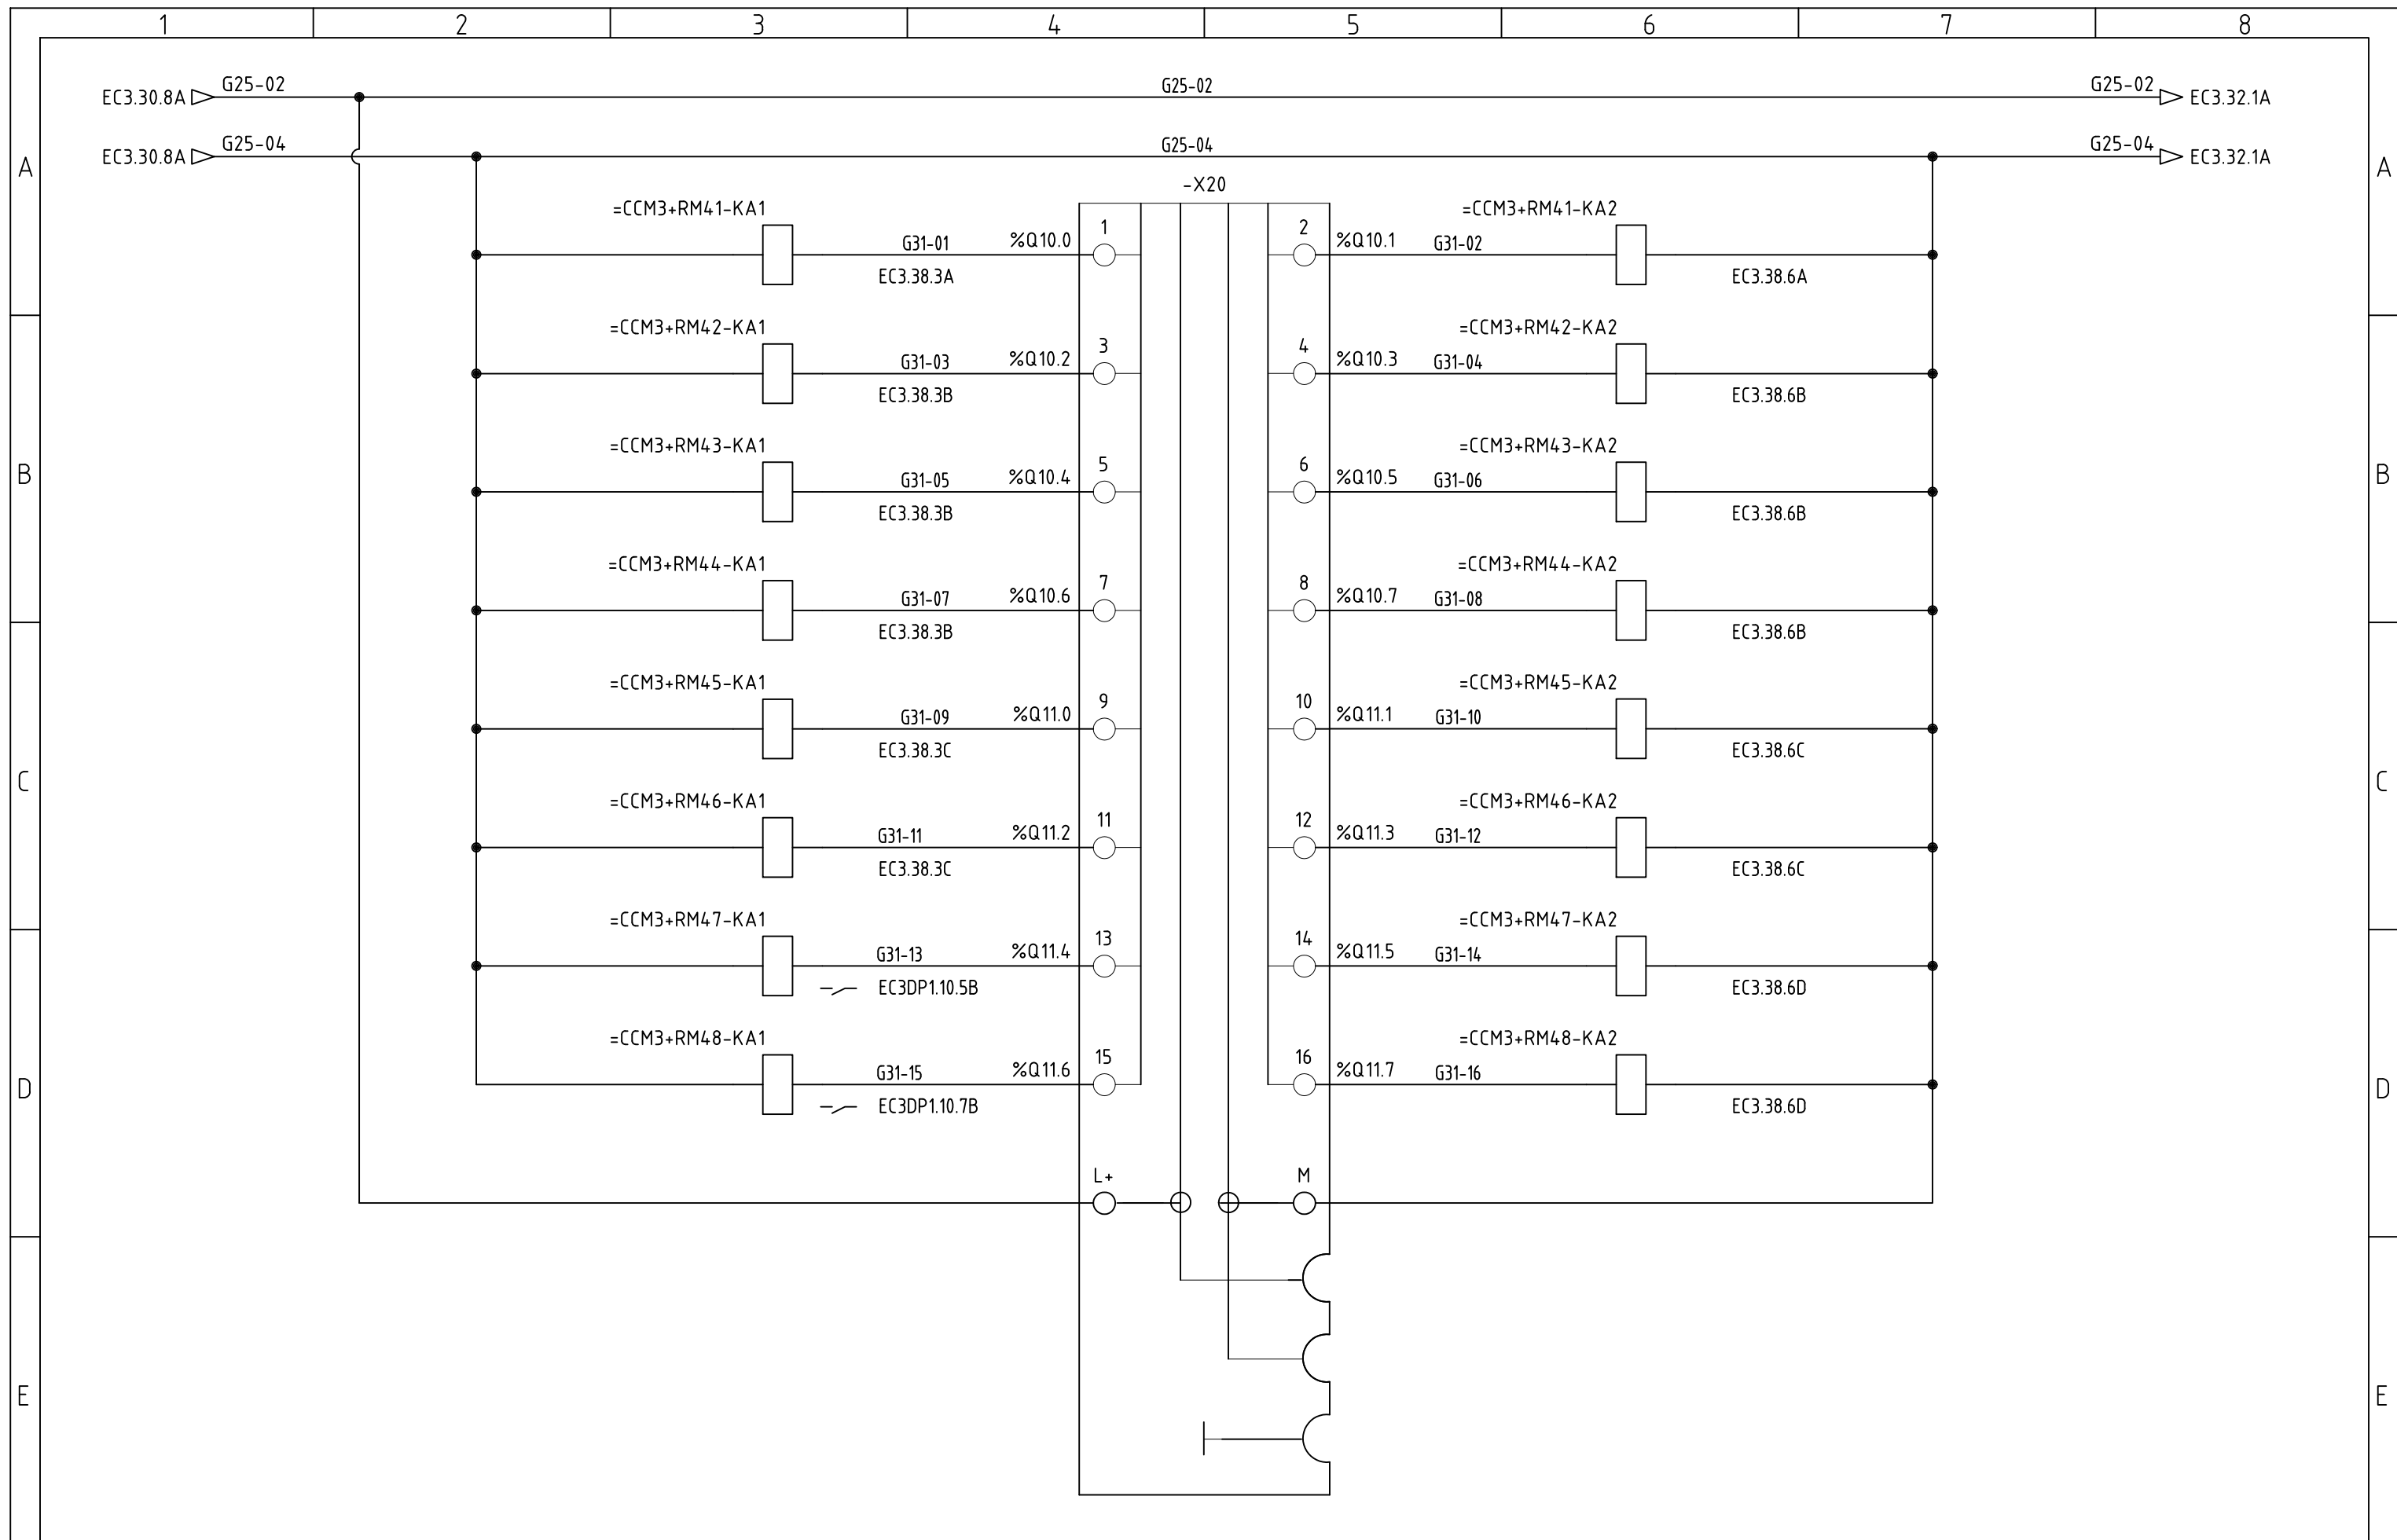 1 2 3 4 5 6 7 8
G25-02 G25-02 G25-02
EC3.30.8A EC3.32.1A
G25-04 G25-04 G25-04
EC3.30.8A EC3.32.1A
A A
-X20
=CCM3+RM41-KA1 =CCM3+RM41-KA2
1 2
G31-01 %Q10.0 %Q10.1 G31-02
EC3.38.3A EC3.38.6A
=CCM3+RM42-KA1 =CCM3+RM42-KA2
3 4
G31-03 %Q10.2 %Q10.3 G31-04
EC3.38.3B EC3.38.6B
=CCM3+RM43-KA1 =CCM3+RM43-KA2
5 6
B B
G31-05 %Q10.4 %Q10.5 G31-06
EC3.38.3B EC3.38.6B
=CCM3+RM44-KA1 =CCM3+RM44-KA2
7 8
G31-07 %Q10.6 %Q10.7 G31-08
EC3.38.3B EC3.38.6B
=CCM3+RM45-KA1 =CCM3+RM45-KA2
9 10
G31-09 %Q11.0 %Q11.1 G31-10
EC3.38.3C EC3.38.6C
C C
=CCM3+RM46-KA1 =CCM3+RM46-KA2
11 12
G31-11 %Q11.2 %Q11.3 G31-12
EC3.38.3C EC3.38.6C
=CCM3+RM47-KA1 =CCM3+RM47-KA2
13 14
G31-13 %Q11.4 %Q11.5 G31-14
EC3DP1.10.5B EC3.38.6D
=CCM3+RM48-KA1 =CCM3+RM48-KA2
15 16
G31-15 %Q11.6 %Q11.7 G31-16
D D
EC3DP1.10.7B EC3.38.6D
L+ M
E E